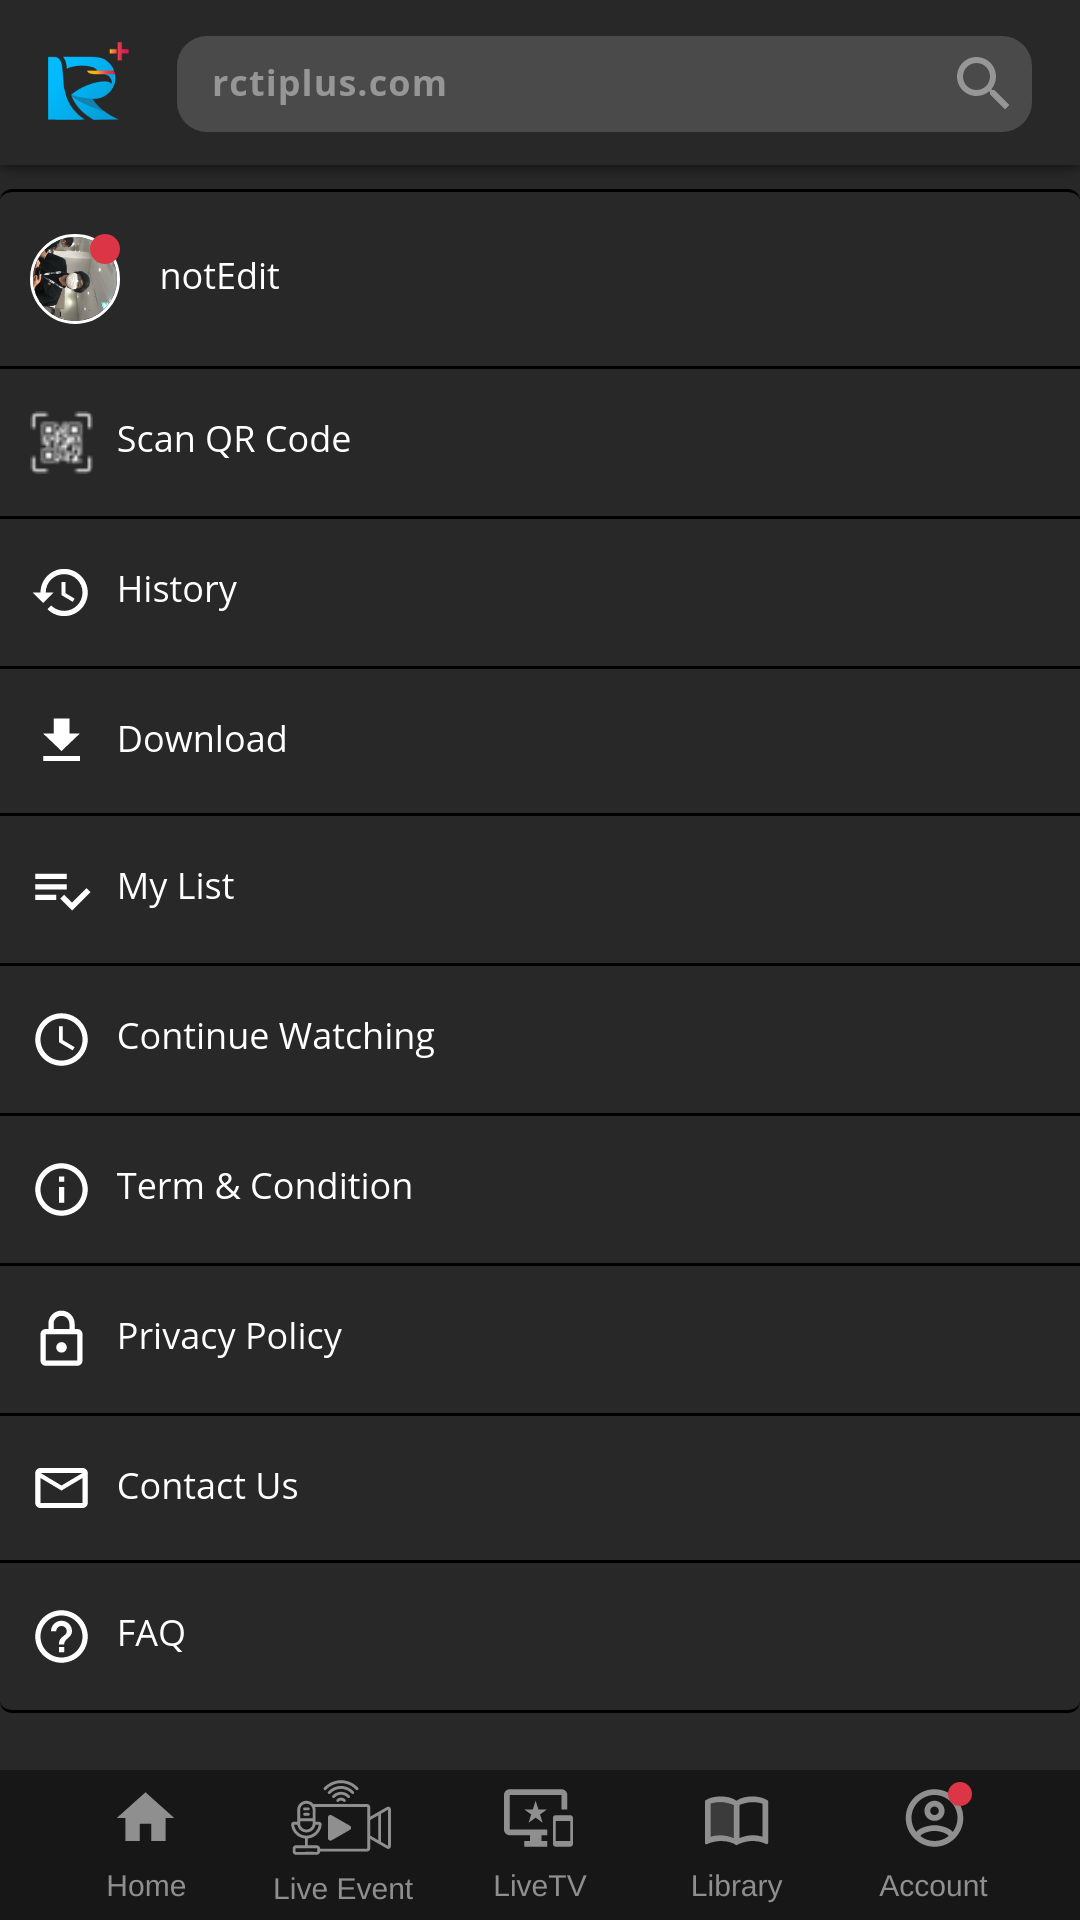 rctiplus.com
notEdit
Scan QR Code
History
Download
My List
Continue Watching
Term & Condition
Privacy Policy
Contact Us
FAQ
Home
Live Event
LiveTV
Library
Account